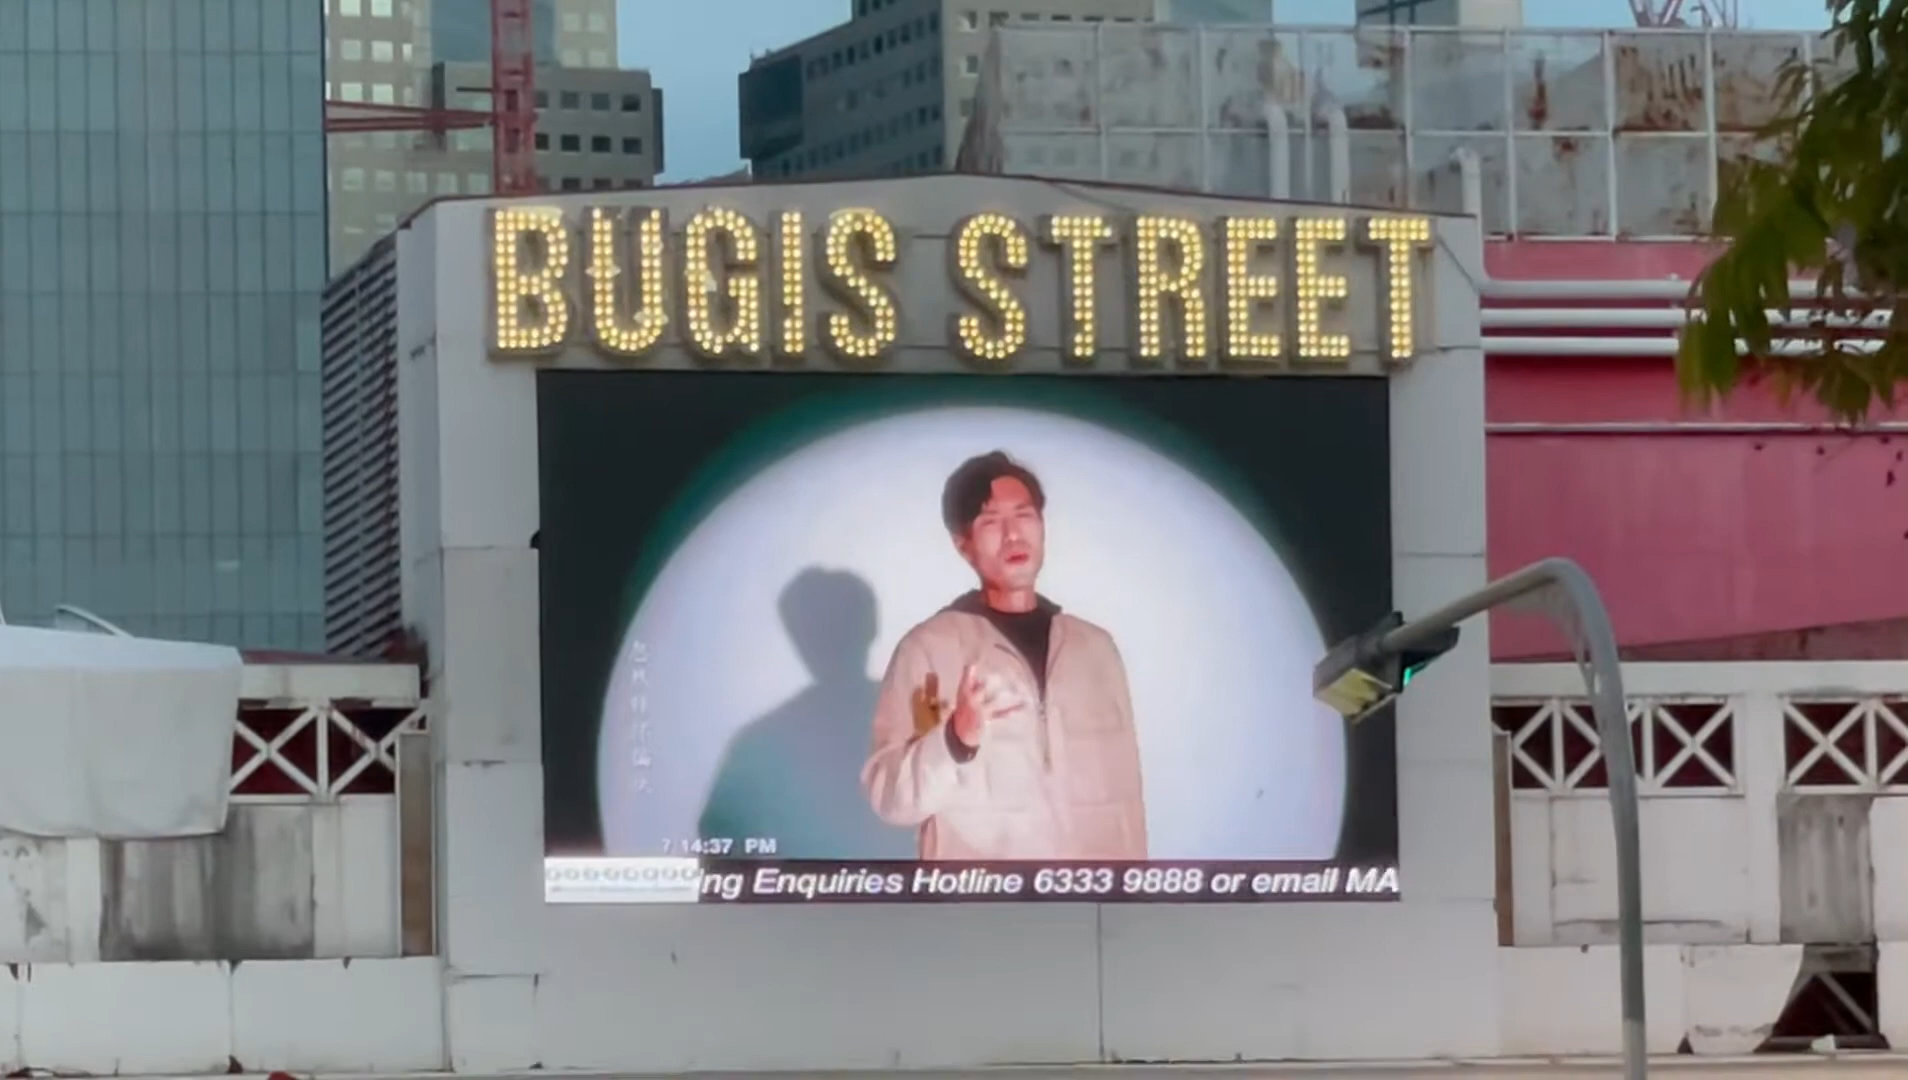 BUGIS STREET
7:14:37 PM
ing Enquiries Hotline 6333 9888 or email MA